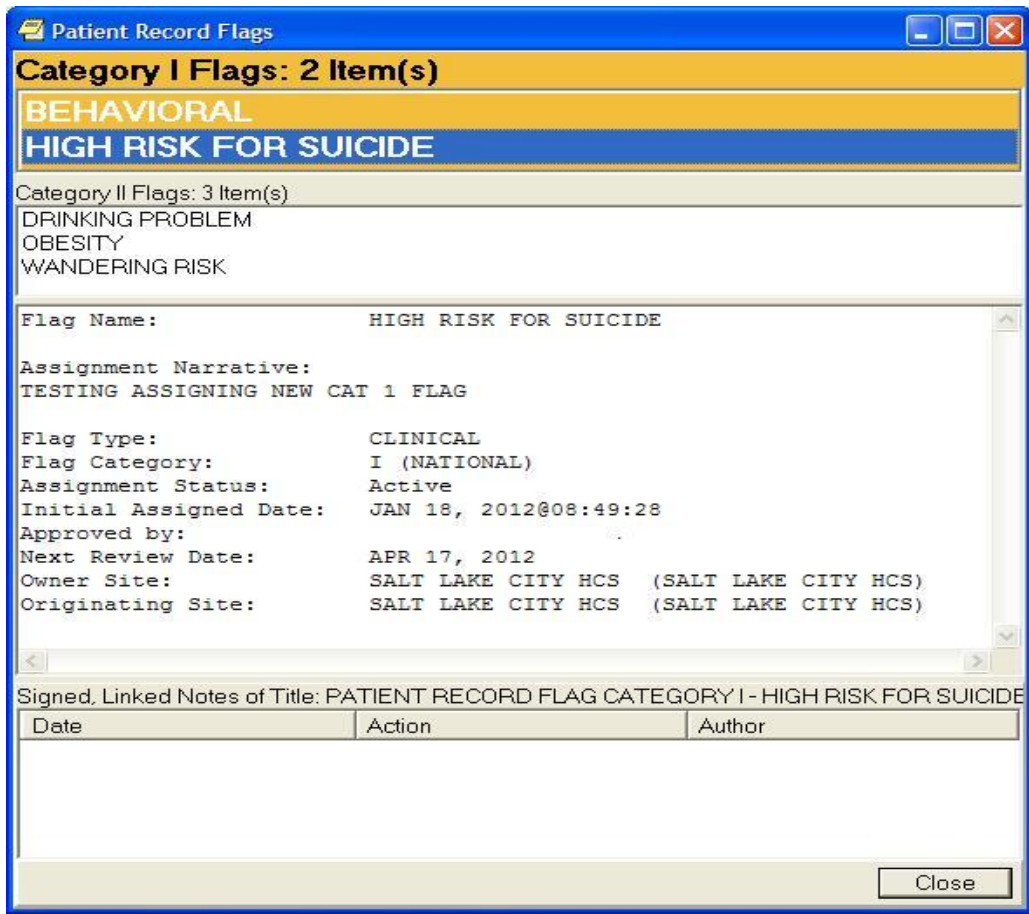 Patient Record Flags
Category I Flags: 2 Item(s)
BEHAVIORAL
HIGH RISK FOR SUICIDE
Category II Flags: 3 Item(s)
DRINKING PROBLEM
OBESITY
WANDERING RISK
Flag Name: HIGH RISK FOR SUICIDE
Assignment Narrative:
TESTING ASSIGNING NEW CAT 1 FLAG
Flag Type: CLINICAL
Flag Category: I (NATIONAL)
Assignment Status: Active
Initial Assigned Date: JAN 18, 2012@08:49:28
Approved by:
Next Review Date: APR 17, 2012
Owner Site: SALT LAKE CITY HCS (SALT LAKE CITY HCS)
Originating Site: SALT LAKE CITY HCS (SALT LAKE CITY HCS)
Signed, Linked Notes of Title: PATIENT RECORD FLAG CATEGORY I - HIGH RISK FOR SUICIDE
Date Action Author
Close